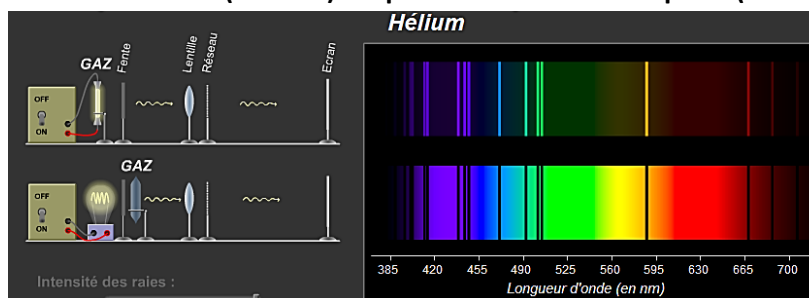 Hélium
GAZ
Fente
Lentille
Réseau
Ecran
OFF
ON
GAZ
OFF
ON
385 420 455 490 525 560 595 630 665 700
Longueur d'onde (en nm)
Intensité des raies :